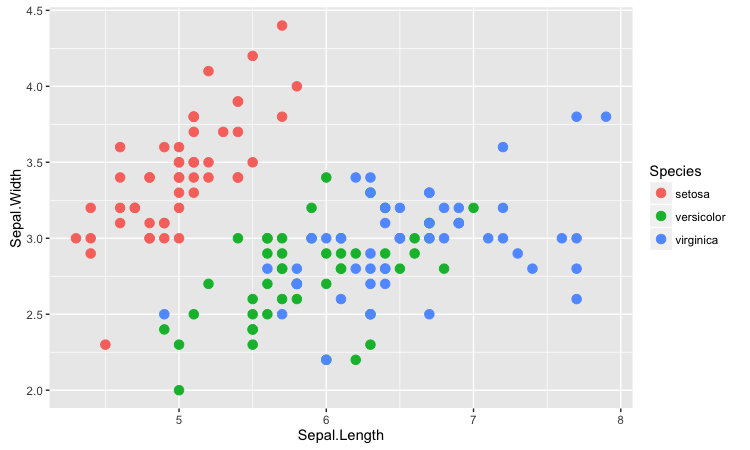 4.5
4.0
3.5
3.0
2.5
2.0
Sepal.Width
5 6 7 8
Sepal.Length
Species
setosa
versicolor
virginica